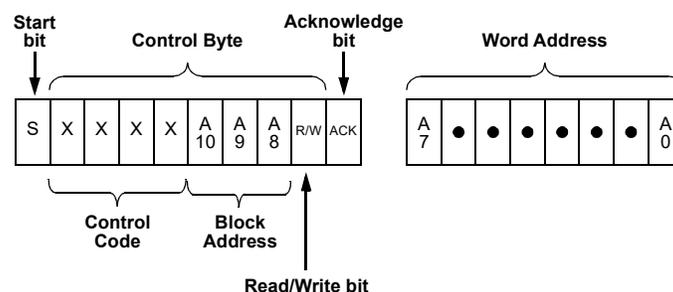 Start
bit
Control Byte
Acknowledge
bit
Word Address
S X X X X A
10 A
9 A
8 R/W ACK
A
7 ● ● ● ● ● ● A
0
Control
Code
Block
Address
Read/Write bit